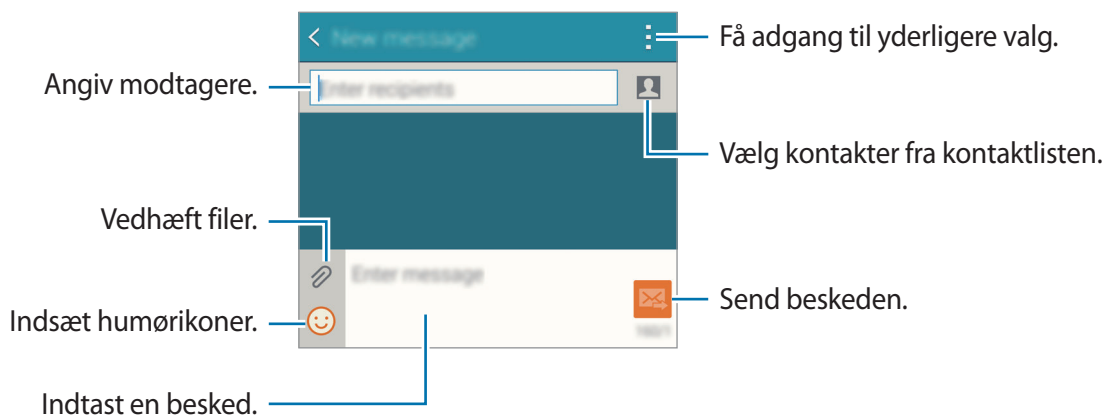 New message
Få adgang til yderligere valg.
Angiv modtagere.
Enter recipients
Vælg kontakter fra kontaktlisten.
Vedhæft filer.
Enter message
Send beskeden.
Indsæt humørikoner.
Indtast en besked.